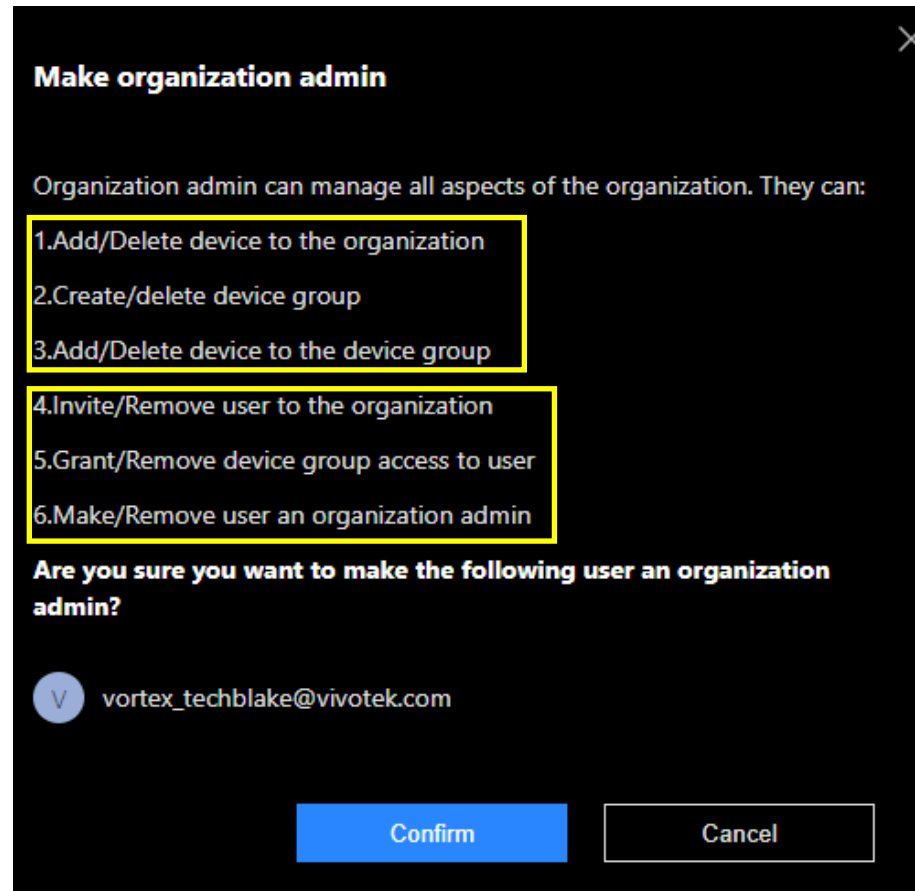 Make organization admin
Organization admin can manage all aspects of the organization. They can:
1.Add/Delete device to the organization
2.Create/delete device group
3.Add/Delete device to the device group
4.Invite/Remove user to the organization
5.Grant/Remove device group access to user
6.Make/Remove user an organization admin
Are you sure you want to make the following user an organization
admin?
V vortex_techblake@vivotek.com
Confirm Cancel